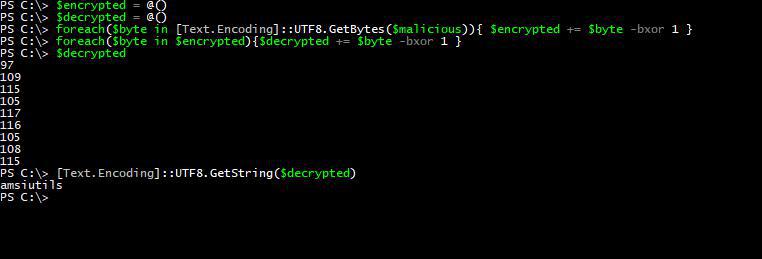 PS C:\> $encrypted = @()
PS C:\> $decrypted = @()
PS C:\> foreach($byte in [Text.Encoding]::UTF8.GetBytes($malicious)){ $encrypted += $byte -bxor 1 }
PS C:\> foreach($byte in $encrypted){$decrypted += $byte -bxor 1 }
PS C:\> $decrypted
97
109
115
105
117
116
105
108
115
PS C:\> [Text.Encoding]::UTF8.GetString($decrypted)
amsiutils
PS C:\>